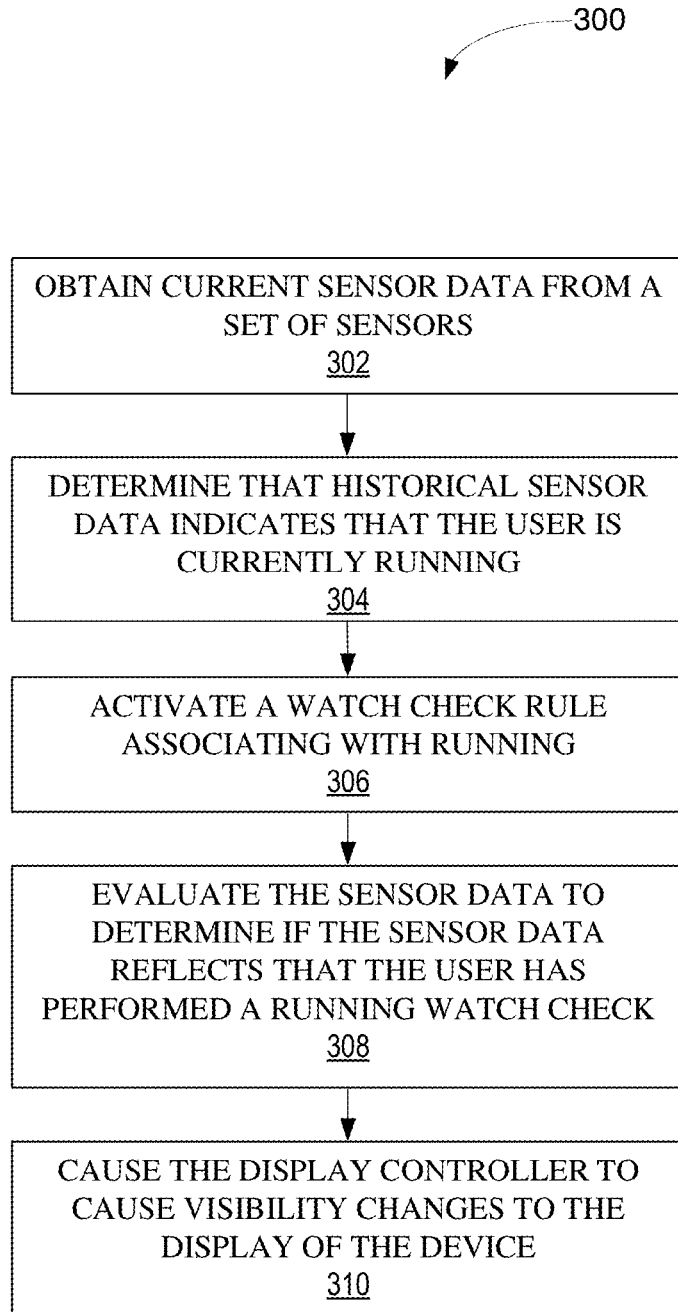 300
OBTAIN CURRENT SENSOR DATA FROM A
SET OF SENSORS
302
DETERMINE THAT HISTORICAL SENSOR
DATA INDICATES THAT THE USER IS
CURRENTLY RUNNING
304
ACTIVATE A WATCH CHECK RULE
ASSOCIATING WITH RUNNING
306
EVALUATE THE SENSOR DATA TO
DETERMINE IF THE SENSOR DATA
REFLECTS THAT THE USER HAS
PERFORMED A RUNNING WATCH CHECK
308
CAUSE THE DISPLAY CONTROLLER TO
CAUSE VISIBILITY CHANGES TO THE
DISPLAY OF THE DEVICE
310